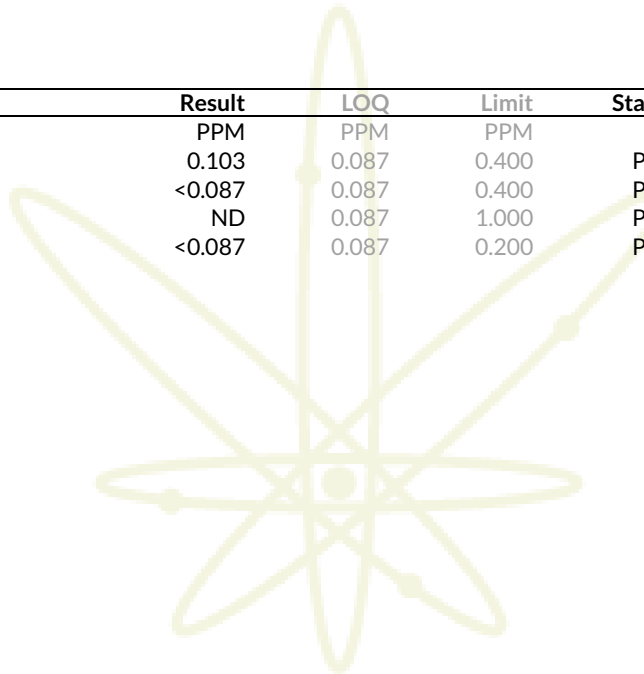 Result LOQ Limit Sta
PPM PPM PPM
0.103 0.087 0.400 P
<0.087 0.087 0.400 P
ND 0.087 1.000 P
<0.087 0.087 0.200 P